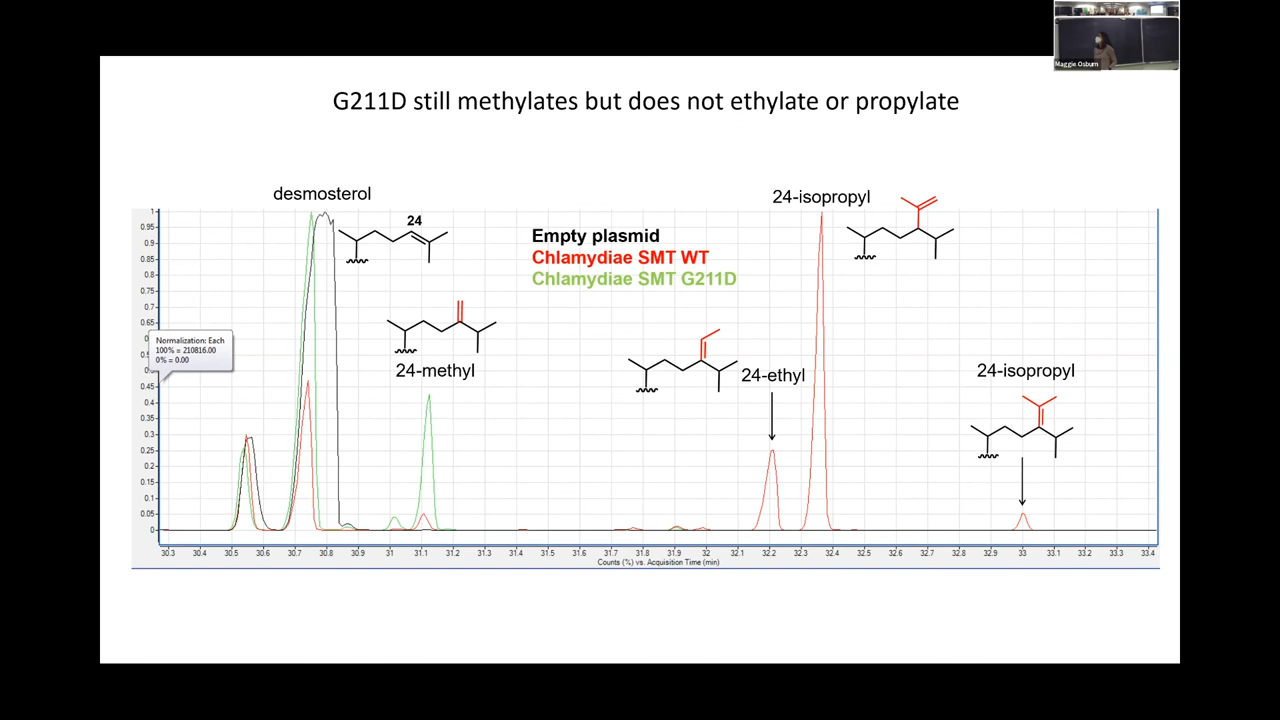 Maggie Osburn
G211D still methylates but does not ethylate or propylate
desmosterol
24-isopropyl
24
Empty plasmid
Chlamydiae SMT WT
Chlamydiae SMT G211D
24-methyl
24-ethyl
24-isopropyl
Normalization: Each
100% = 210816.00
0% = 0.00
1
0.95
0.9
0.85
0.8
0.75
0.7
0.65
0.45
0.4
0.35
0.3
0.25
0.2
0.15
0.1
0.05
0
30.3 30.4 30.5 30.6 30.7 30.8 30.9 31 31.1 31.2 31.3 31.4 31.5 31.6 31.7 31.8 31.9 32 32.1 32.2 32.3 32.4 32.5 32.6 32.7 32.8 32.9 33 33.1 33.2 33.3 33.4
Counts (%) vs. Acquisition Time (min)